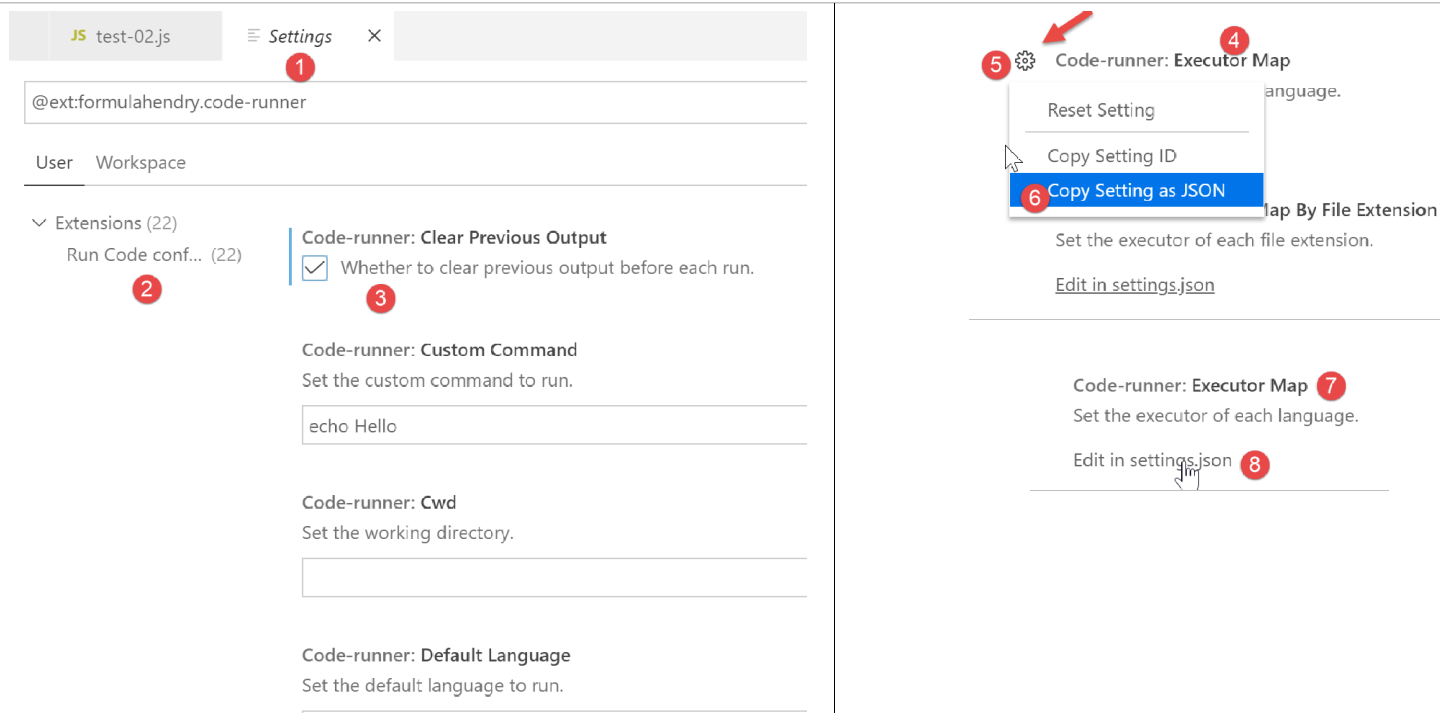 JS test-02.js
Settings
1
@ext:formulahendry.code-runner
User Workspace
Extensions (22)
Run Code conf... (22)
2
Code-runner: Clear Previous Output
Whether to clear previous output before each run.
3
Code-runner: Custom Command
Set the custom command to run.
echo Hello
Code-runner: Cwd
Set the working directory.
Code-runner: Default Language
Set the default language to run.
4
5 Code-runner: Executor Map
anguage.
Reset Setting
Copy Setting ID
6 Copy Setting as JSON
Map By File Extension
Set the executor of each file extension.
Edit in settings.json
Code-runner: Executor Map 7
Set the executor of each language.
Edit in settings.json 8